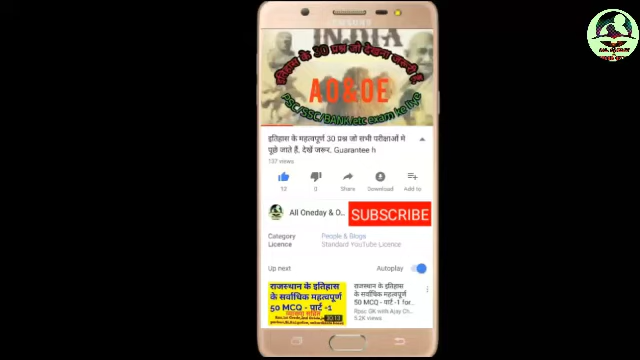 SAMSUNG
INDIA
इतिहास के 30 प्रश्न जो देखना जरूरी है
AO&OE
PSC/SSC/BANK/etc exam ke liye
इतिहास के महत्वपूर्ण 30 प्रश्न जो सभी परीक्षाओं मे
पूछे जाते हैं, देखें जरूर, Guarantee h
137 views
13
0
Share
Download
Add to
All Oneday & O...
SUBSCRIBE
Category
People & Blogs
Licence
Standard YouTube Licence
Up next
Autoplay
राजस्थान के इतिहास
के सर्वाधिक महत्वपूर्ण
50 MCQ - पार्ट -1
व्याख्या सहित
20:13
राजस्थान के इतिहास के
सर्वाधिक महत्वपूर्ण
50 MCQ - पार्ट -1 for...
Rpsc GK with Ajay Ch...
5.2K views